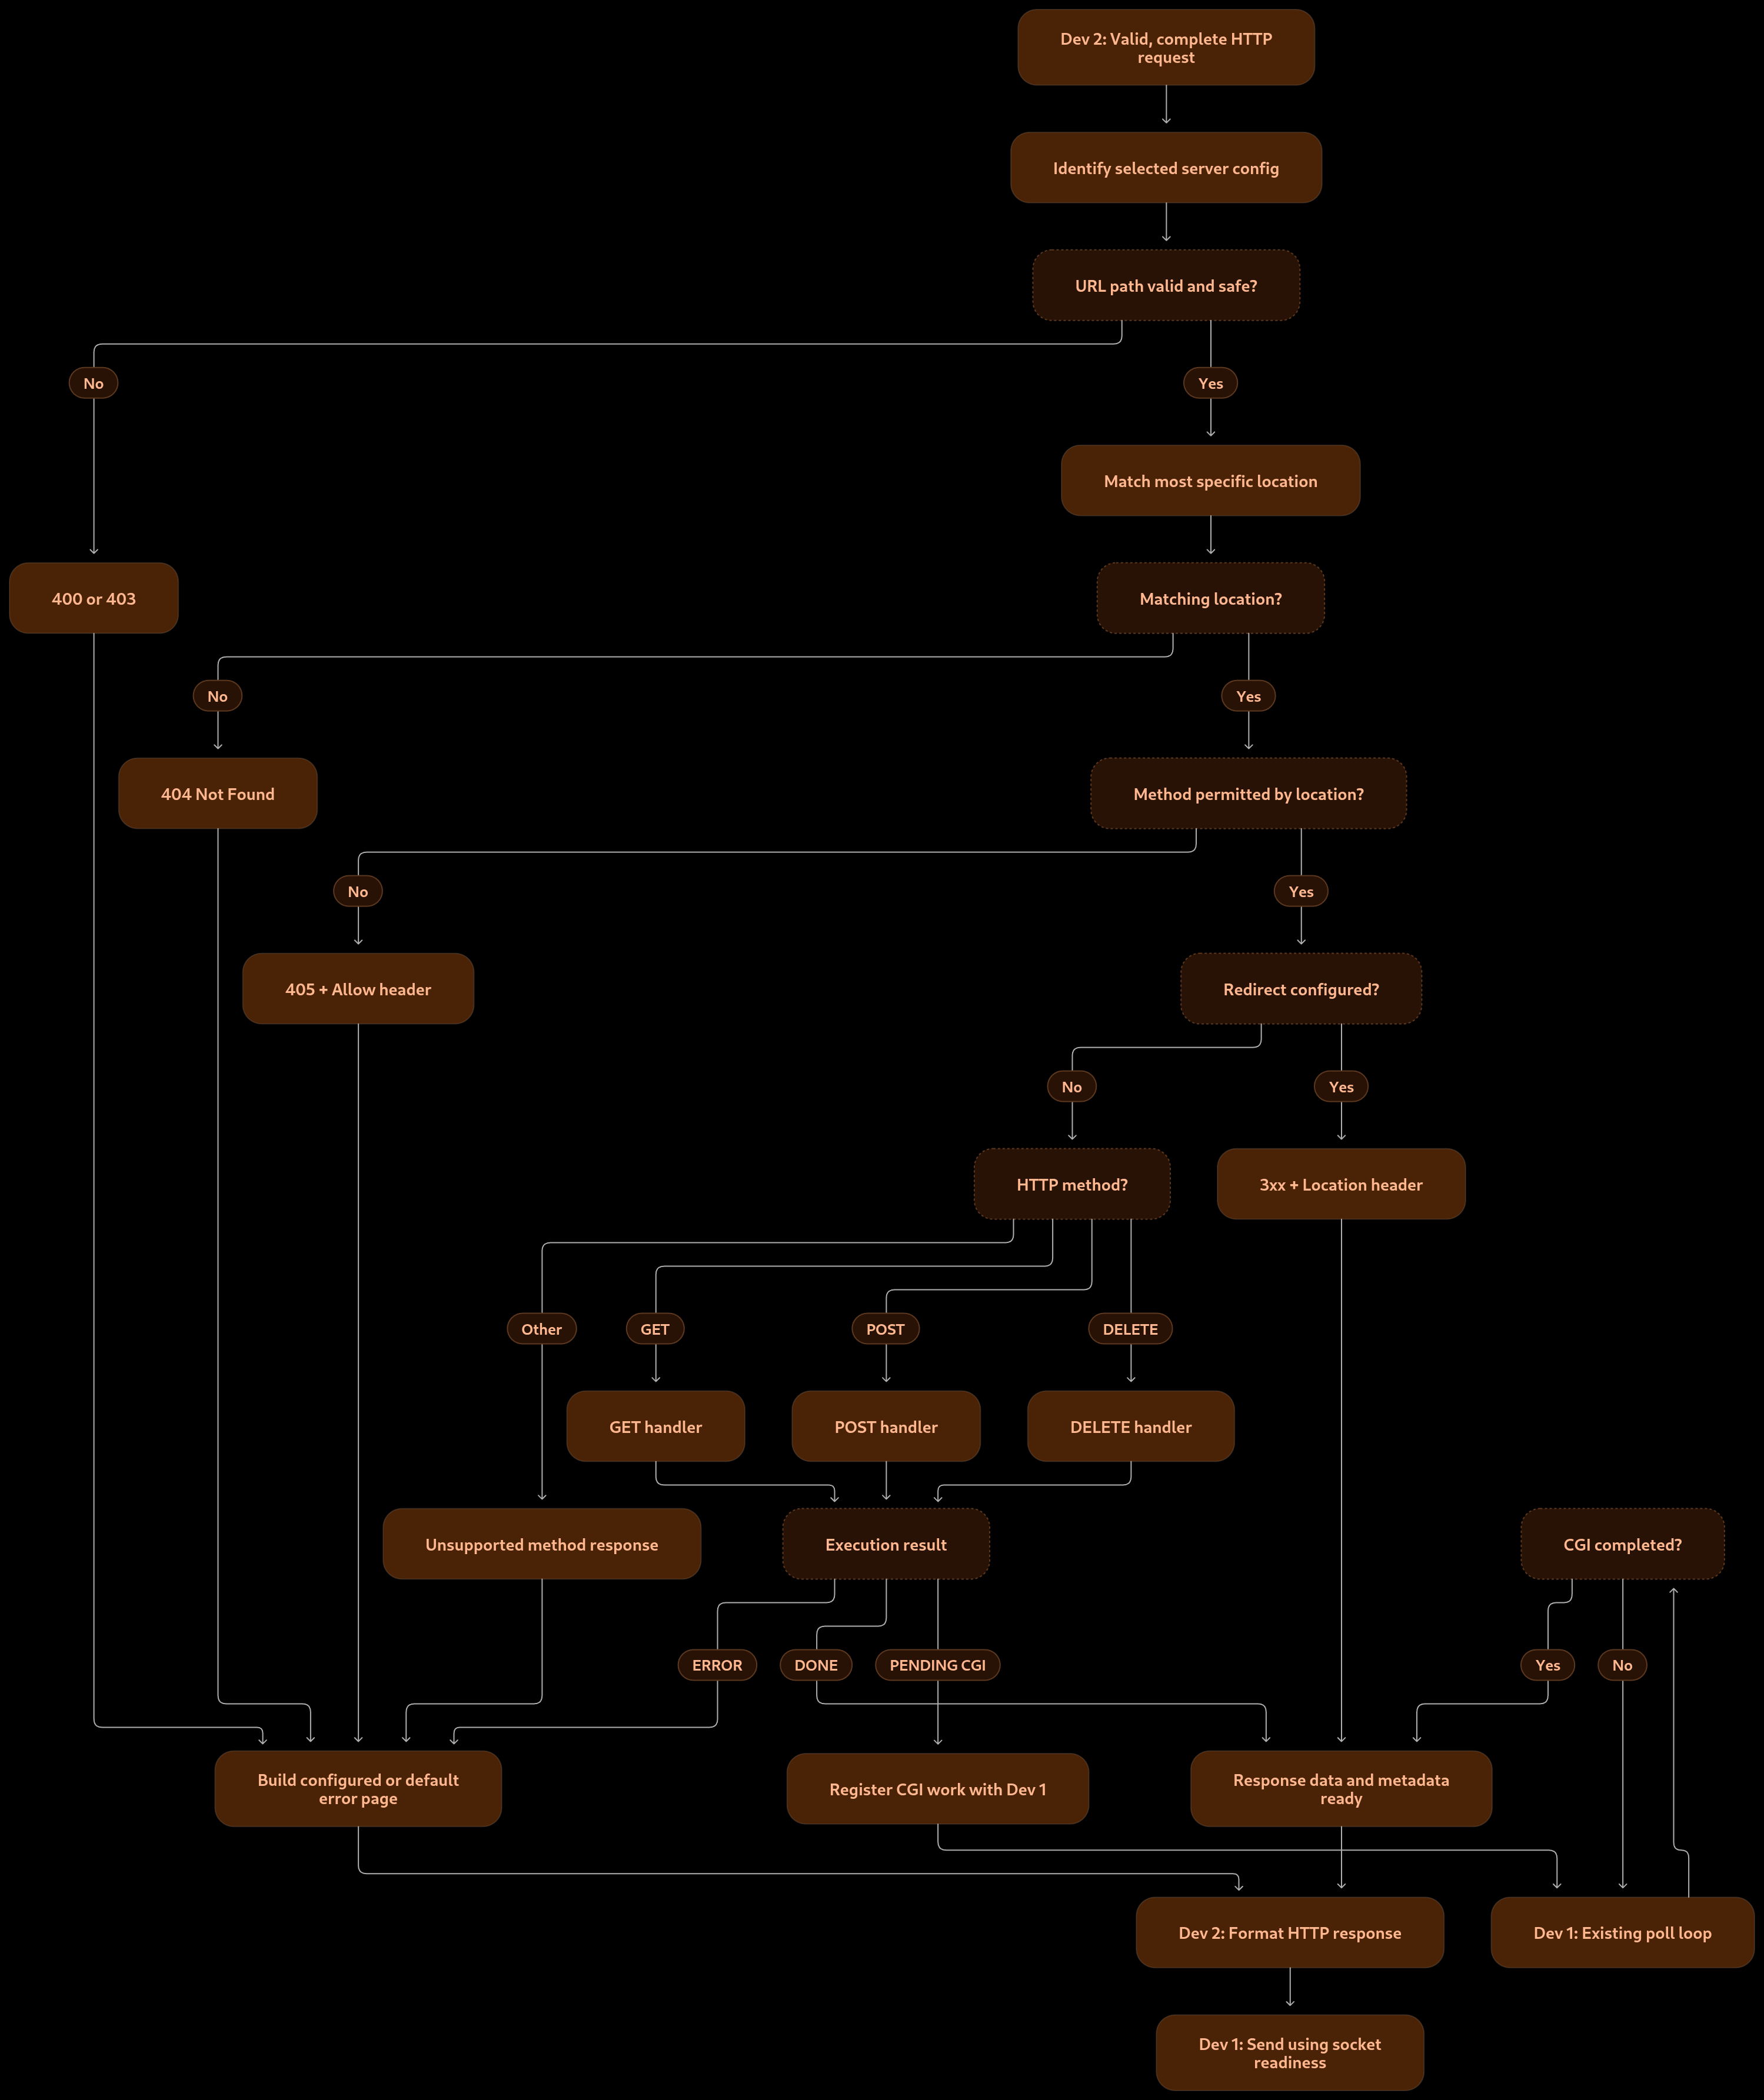 Dev 2: Valid, complete HTTP
request
Identify selected server config
URL path valid and safe?
No
Yes
Match most specific location
400 or 403
Matching location?
No
Yes
404 Not Found
Method permitted by location?
No
Yes
405 + Allow header
Redirect configured?
No
Yes
HTTP method?
3xx + Location header
Other
GET
POST
DELETE
GET handler
POST handler
DELETE handler
Unsupported method response
Execution result
CGI completed?
ERROR
DONE
PENDING CGI
Yes
No
Build configured or default
error page
Register CGI work with Dev 1
Response data and metadata
ready
Dev 2: Format HTTP response
Dev 1: Existing poll loop
Dev 1: Send using socket
readiness